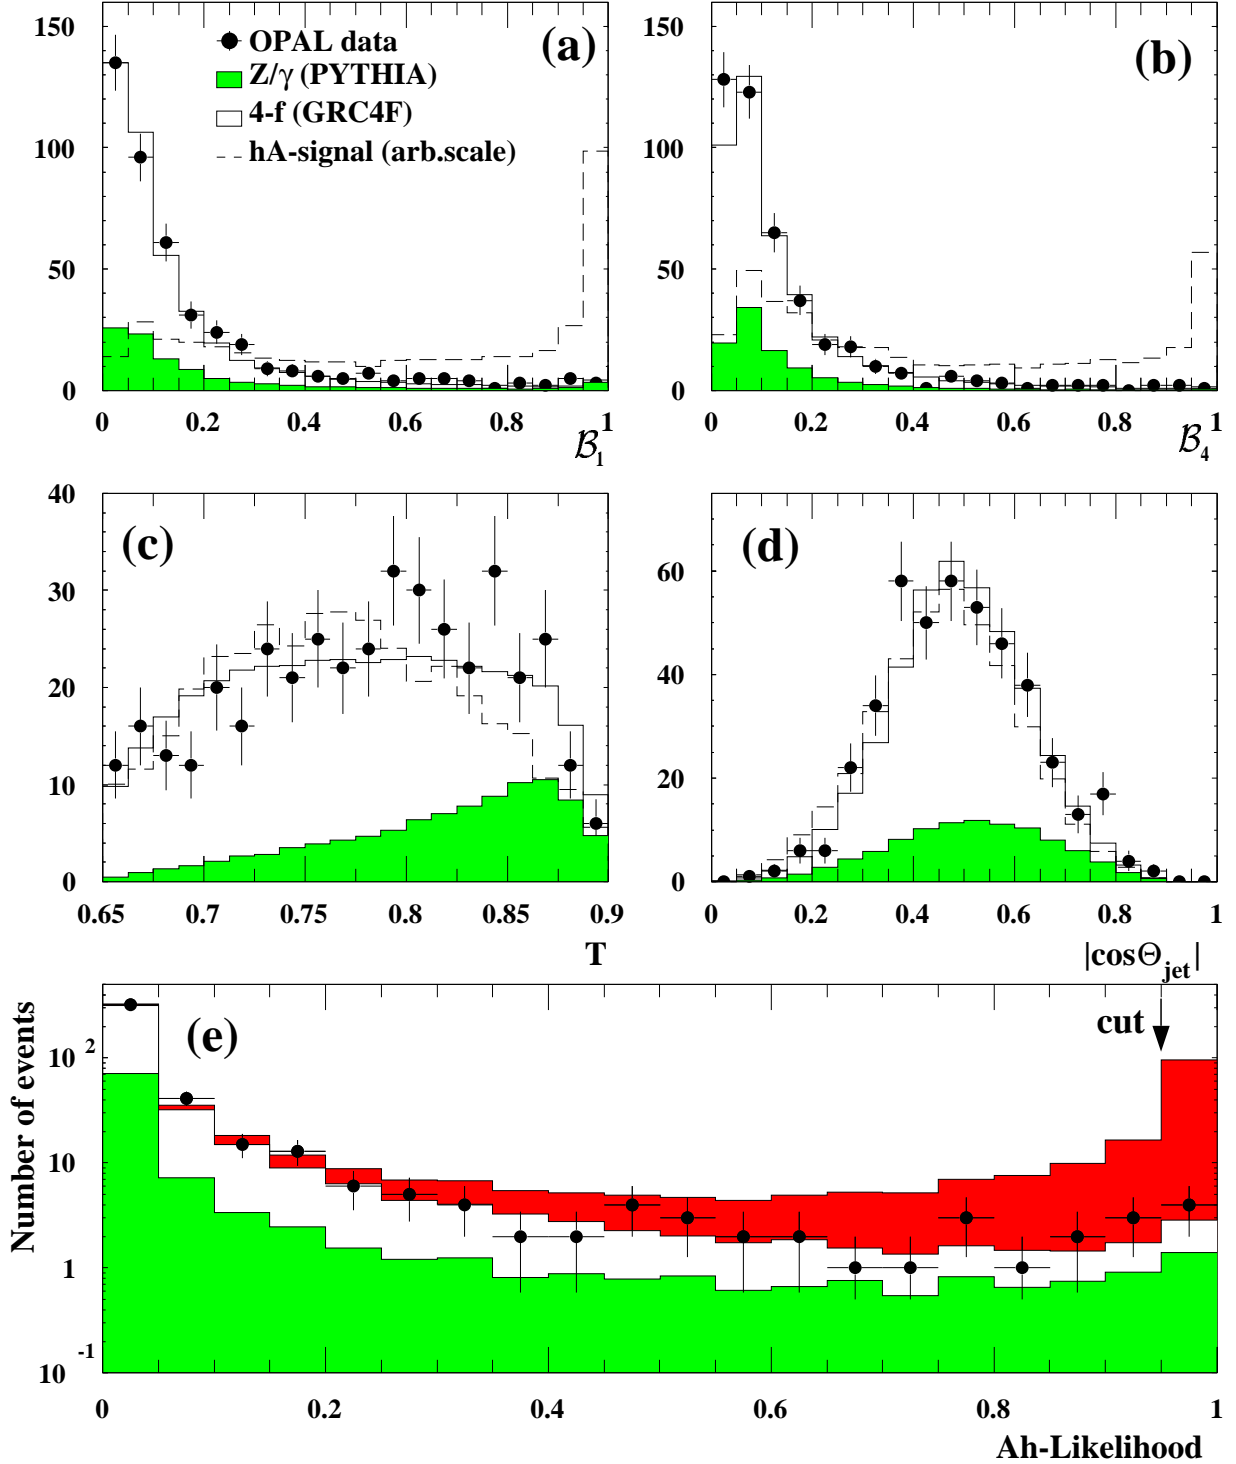 150
100
50
0
0 0.2 0.4 0.6 0.8 1
ℬ₁
(a)
OPAL data
Z/γ (PYTHIA)
4-f (GRC4F)
hA-signal (arb.scale)
150
100
50
0
0 0.2 0.4 0.6 0.8 1
ℬ₄
(b)
40
30
20
10
0
0.65 0.7 0.75 0.8 0.85 0.9
T
(c)
60
40
20
0
0 0.2 0.4 0.6 0.8 1
|cosΘ_jet|
(d)
Number of events
10²
10
1
10⁻¹
0 0.2 0.4 0.6 0.8 1
Ah-Likelihood
(e)
cut